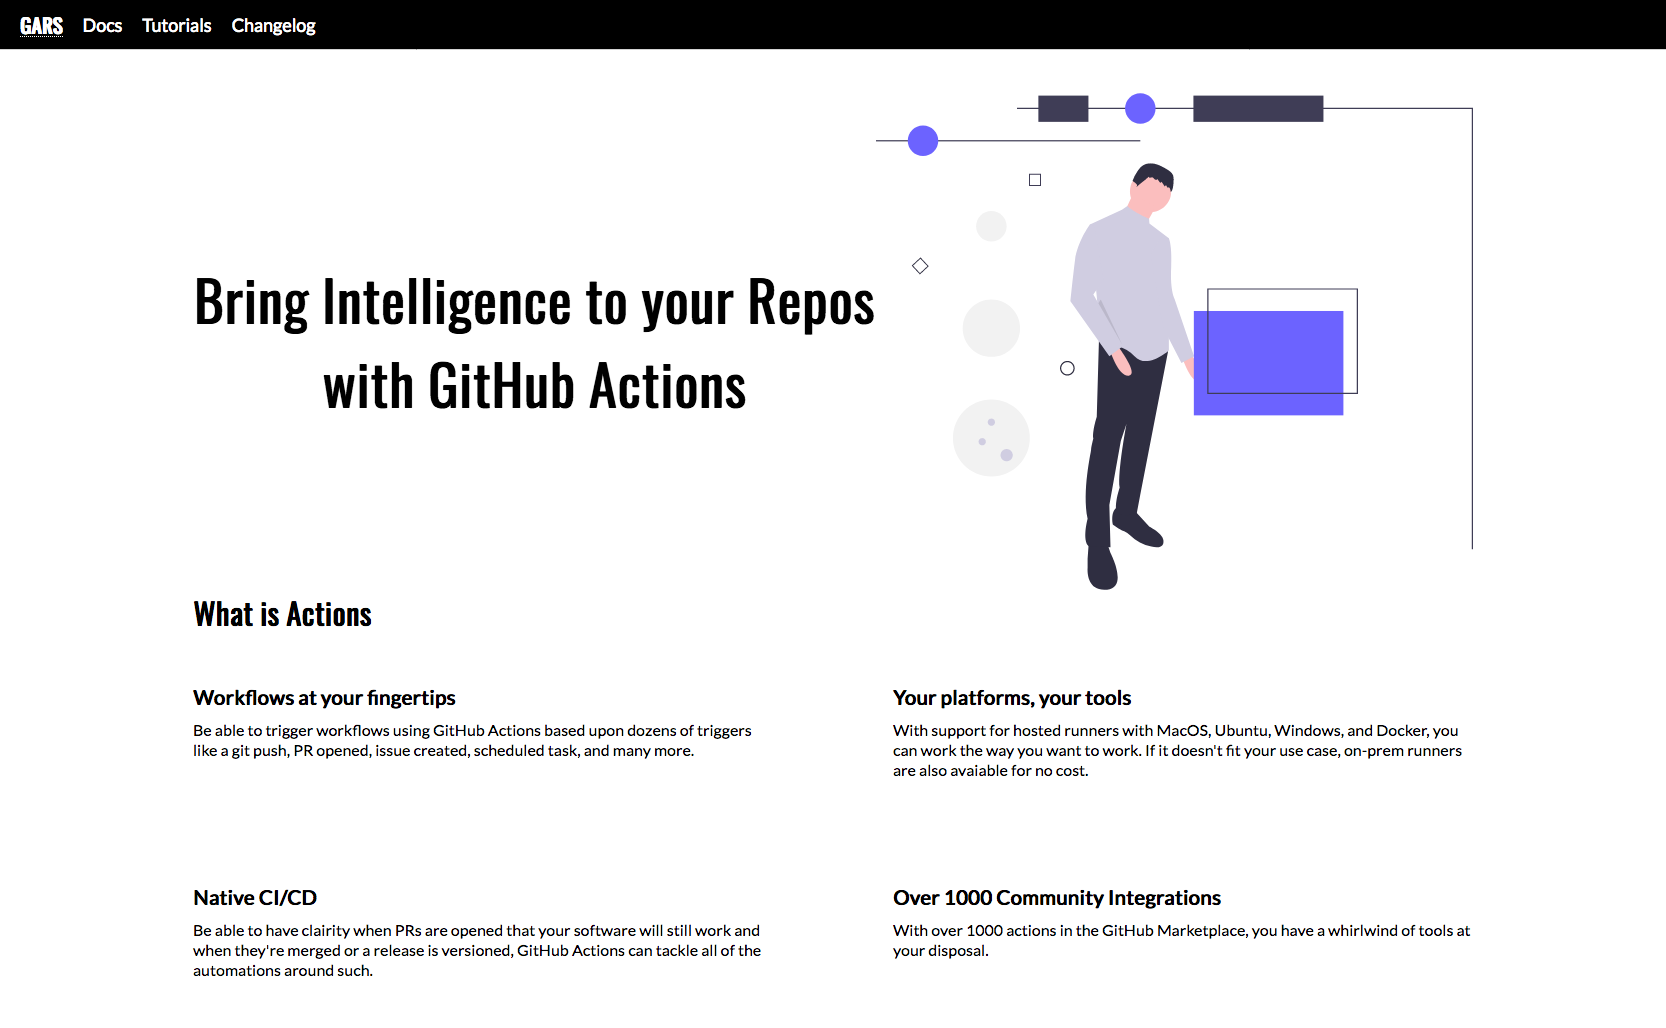 GARS Docs Tutorials Changelog
Bring Intelligence to your Repos
with GitHub Actions
What is Actions
Workflows at your fingertips
Be able to trigger workflows using GitHub Actions based upon dozens of triggers
like a git push, PR opened, issue created, scheduled task, and many more.
Your platforms, your tools
With support for hosted runners with MacOS, Ubuntu, Windows, and Docker, you
can work the way you want to work. If it doesn't fit your use case, on-prem runners
are also avaiable for no cost.
Native CI/CD
Be able to have clairity when PRs are opened that your software will still work and
when they're merged or a release is versioned, GitHub Actions can tackle all of the
automations around such.
Over 1000 Community Integrations
With over 1000 actions in the GitHub Marketplace, you have a whirlwind of tools at
your disposal.